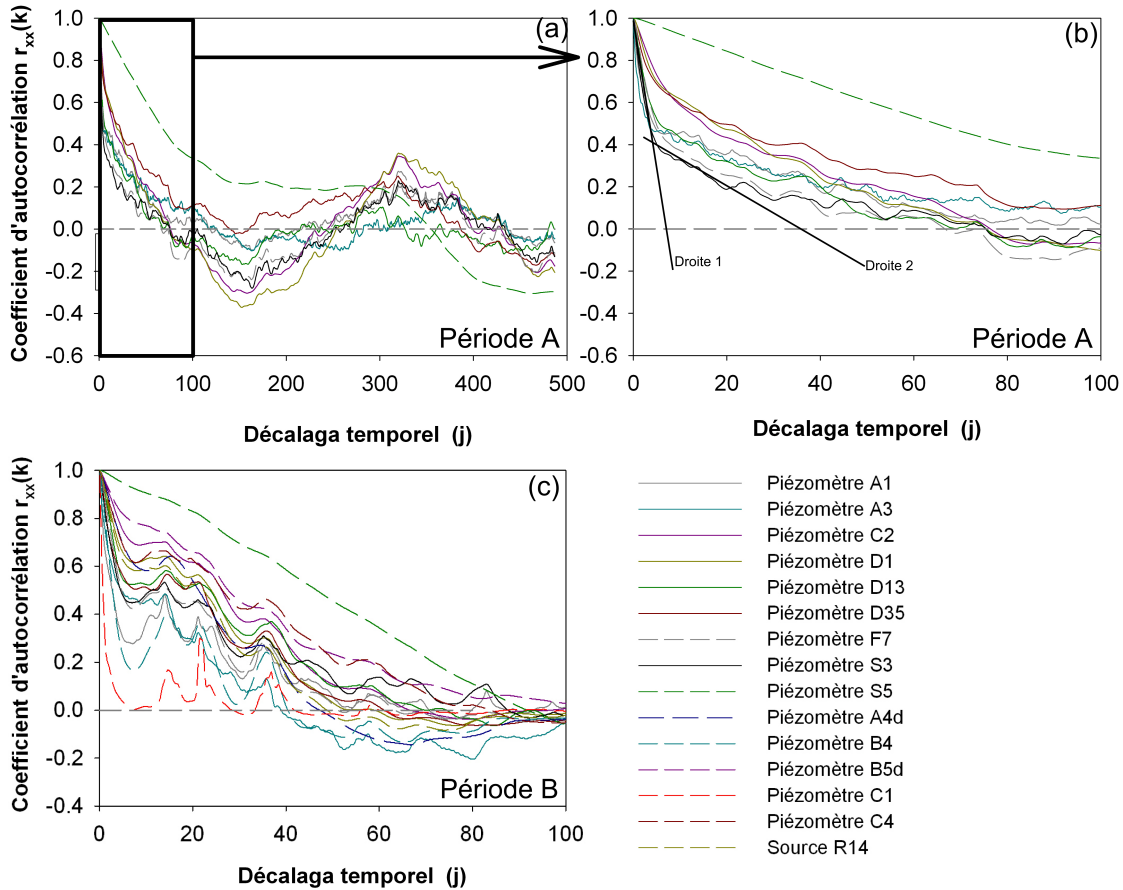 Coefficient d'autocorrélation rxx(k)
1.0
0.8
0.6
0.4
0.2
0.0
-0.2
-0.4
-0.6
0
100
200
300
400
500
(a)
Période A
Décalaga temporel (j)
1.0
0.8
0.6
0.4
0.2
0.0
-0.2
-0.4
-0.6
0
20
40
60
80
100
(b)
Droite 1
Droite 2
Période A
Décalaga temporel (j)
Coefficient d'autocorrélation rxx(k)
1.0
0.8
0.6
0.4
0.2
0.0
-0.2
-0.4
0
20
40
60
80
100
(c)
Période B
Décalaga temporel (j)
Piézomètre A1
Piézomètre A3
Piézomètre C2
Piézomètre D1
Piézomètre D13
Piézomètre D35
Piézomètre F7
Piézomètre S3
Piézomètre S5
Piézomètre A4d
Piézomètre B4
Piézomètre B5d
Piézomètre C1
Piézomètre C4
Source R14